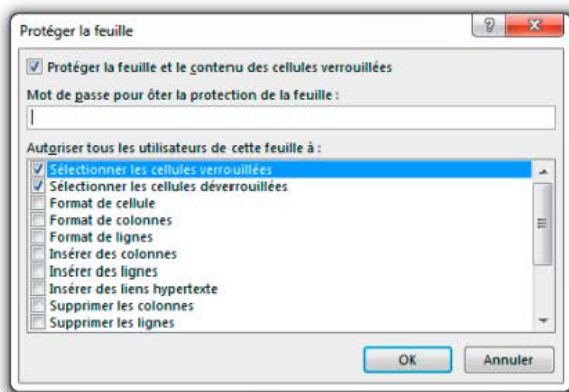 Protéger la feuille
Protéger la feuille et le contenu des cellules verrouillées
Mot de passe pour ôter la protection de la feuille :
Autoriser tous les utilisateurs de cette feuille à :
Sélectionner les cellules verrouillées
Sélectionner les cellules déverrouillées
Format de cellule
Format de colonnes
Format de lignes
Insérer des colonnes
Insérer des lignes
Insérer des liens hypertexte
Supprimer les colonnes
Supprimer les lignes
OK Annuler